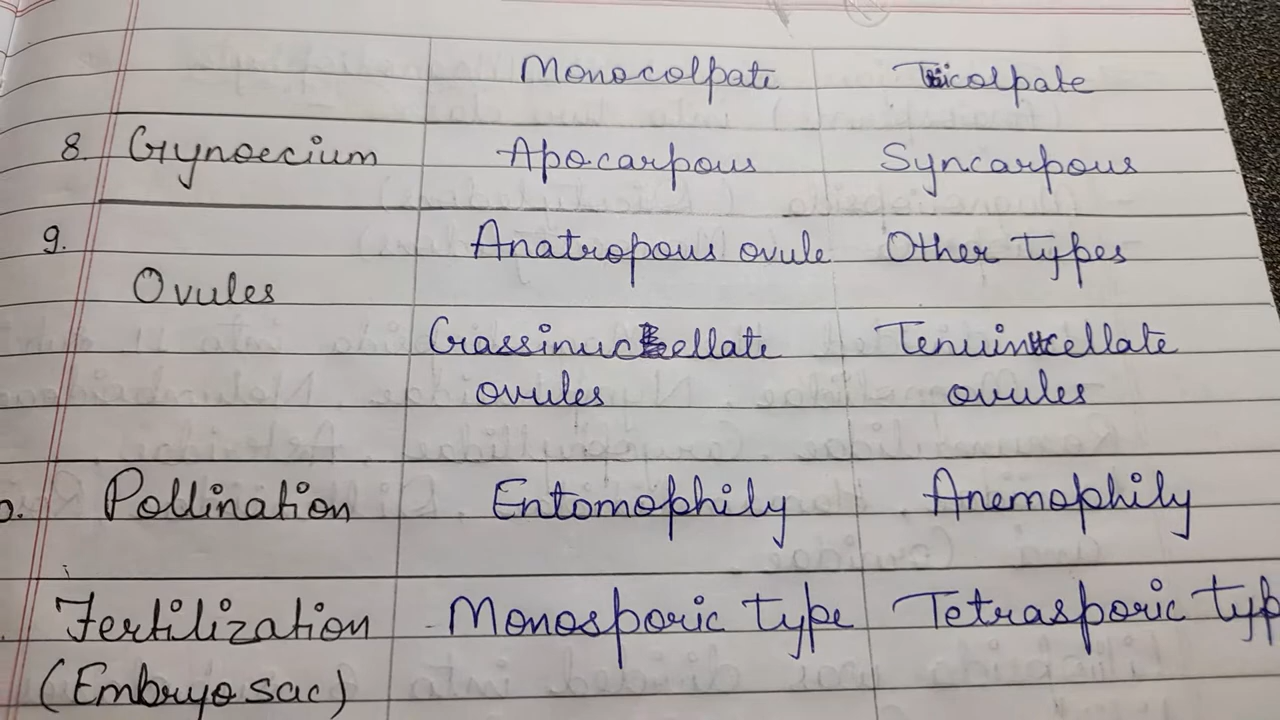 Monocolpate Tricolpate
8. Gynoecium Apocarpous Syncarpous
9. Anatropous ovule Other types
Ovules
Crassinucellate Tenuinucellate
ovules ovules
0. Pollination Entomophily Anemophily
Fertilization Monosporic type Tetrasporic typ
(Embryo sac)